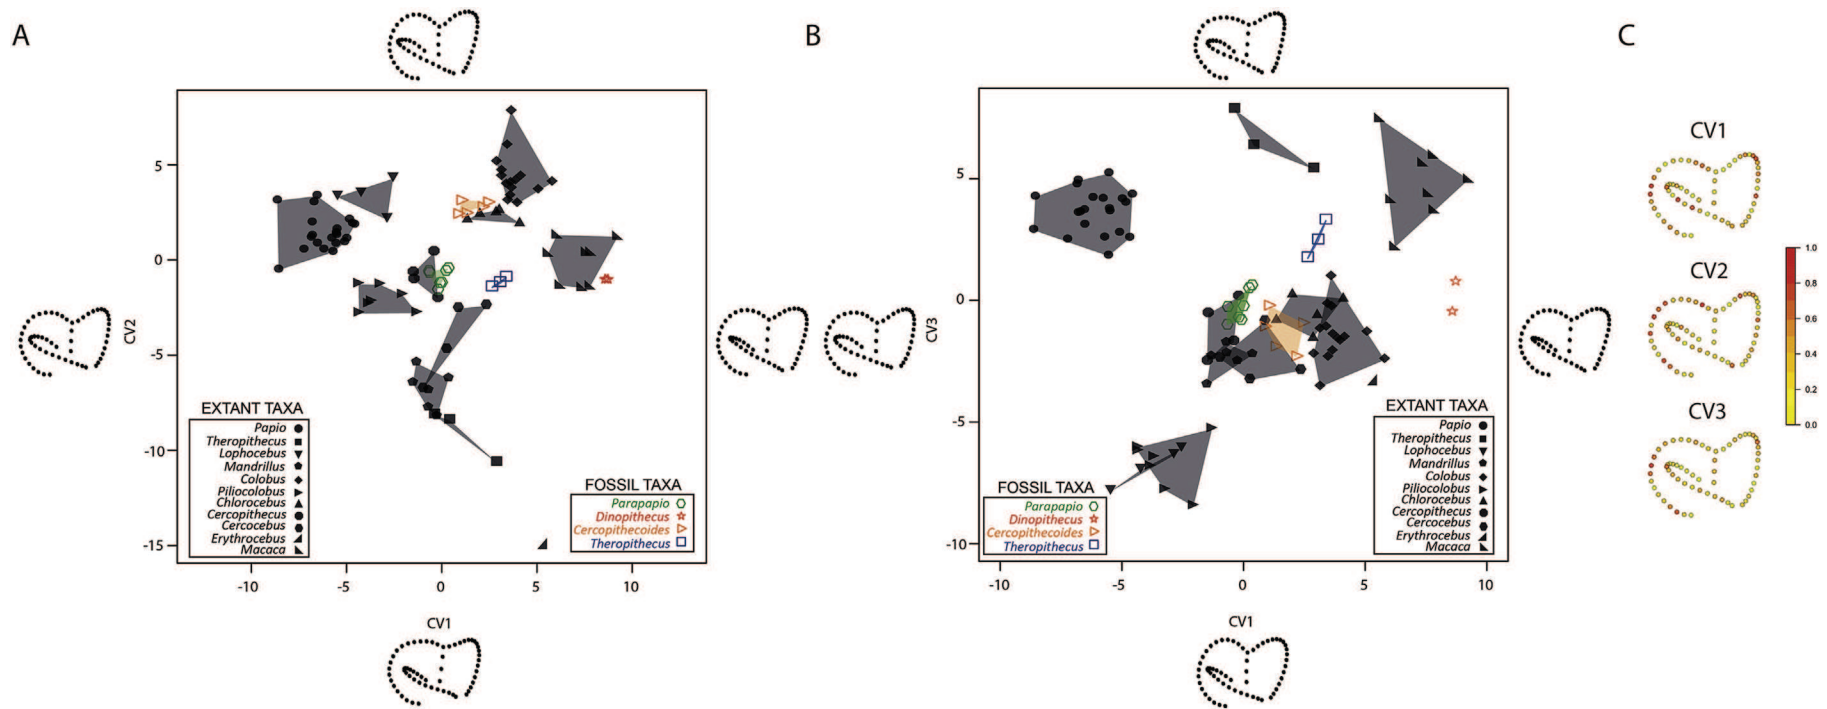 A
5
0
-5
-10
-15
CV2
-10
-5
0
5
10
CV1
EXTANT TAXA
Papio
Theropithecus
Lophocebus
Mandrillus
Colobus
Piliocolobus
Chlorocebus
Cercopithecus
Cercocebus
Erythrocebus
Macaca
FOSSIL TAXA
Parapapio
Dinopithecus
Cercopithecoides
Theropithecus
B
5
0
-5
-10
CV3
-10
-5
0
5
10
CV1
FOSSIL TAXA
Parapapio
Dinopithecus
Cercopithecoides
Theropithecus
EXTANT TAXA
Papio
Theropithecus
Lophocebus
Mandrillus
Colobus
Piliocolobus
Chlorocebus
Cercopithecus
Cercocebus
Erythrocebus
Macaca
C
CV1
CV2
CV3
1.0
0.8
0.6
0.4
0.2
0.0